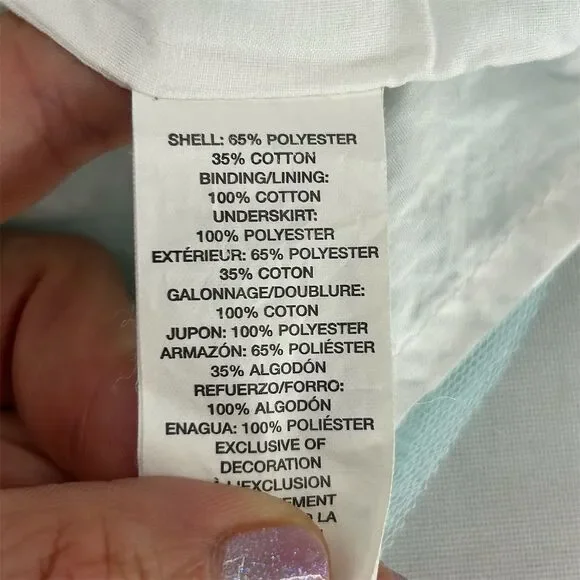 SHELL: 65% POLYESTER
35% COTTON
BINDING/LINING:
100% COTTON
UNDERSKIRT:
100% POLYESTER
EXTÉRIEUR: 65% POLYESTER
35% COTON
GALONNAGE/DOUBLURE:
100% COTON
JUPON: 100% POLYESTER
ARMAZÓN: 65% POLIÉSTER
35% ALGODÓN
REFUERZO/FORRO:
100% ALGODÓN
ENAGUA: 100% POLIÉSTER
EXCLUSIVE OF
DECORATION
L'EXCLUSION
LA